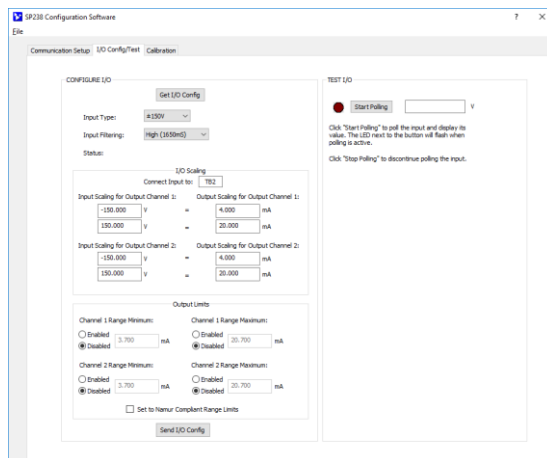 SP238 Configuration Software
? ×
File
Communication Setup I/O Config/Test Calibration
CONFIGURE I/O
Get I/O Config
Input Type: ±150V
Input Filtering: High (1650mS)
Status:
I/O Scaling
Connect Input to: TB2
Input Scaling for Output Channel 1: Output Scaling for Output Channel 1:
-150.000 V = 4.000 mA
150.000 V = 20.000 mA
Input Scaling for Output Channel 2: Output Scaling for Output Channel 2:
-150.000 V = 4.000 mA
150.000 V = 20.000 mA
Output Limits
Channel 1 Range Minimum: Channel 1 Range Maximum:
Enabled Enabled
Disabled 3.700 mA Disabled 20.700 mA
Channel 2 Range Minimum: Channel 2 Range Maximum:
Enabled Enabled
Disabled 3.700 mA Disabled 20.700 mA
Set to Namur Compliant Range Limits
Send I/O Config
TEST I/O
Start Polling V
Click "Start Polling" to poll the input and display its
value. The LED next to the button will flash when
polling is active.
Click "Stop Polling" to discontinue polling the input.